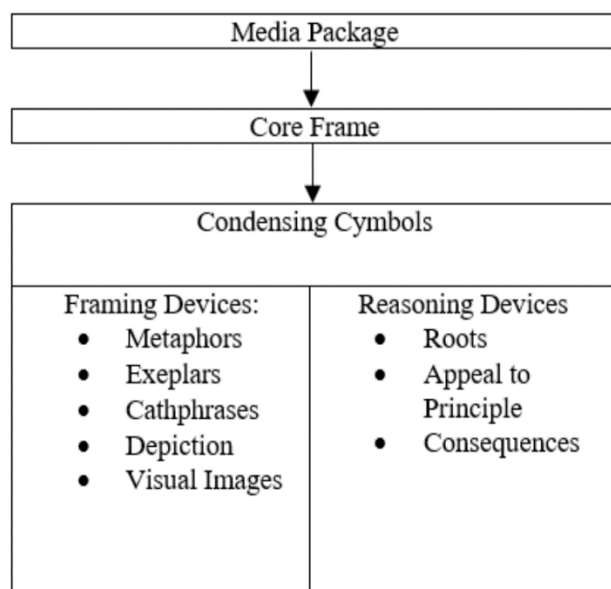 Media Package
Core Frame
Condensing Cymbols
Framing Devices:
● Metaphors
● Exeplars
● Cathphrases
● Depiction
● Visual Images
Reasoning Devices
● Roots
● Appeal to
Principle
● Consequences